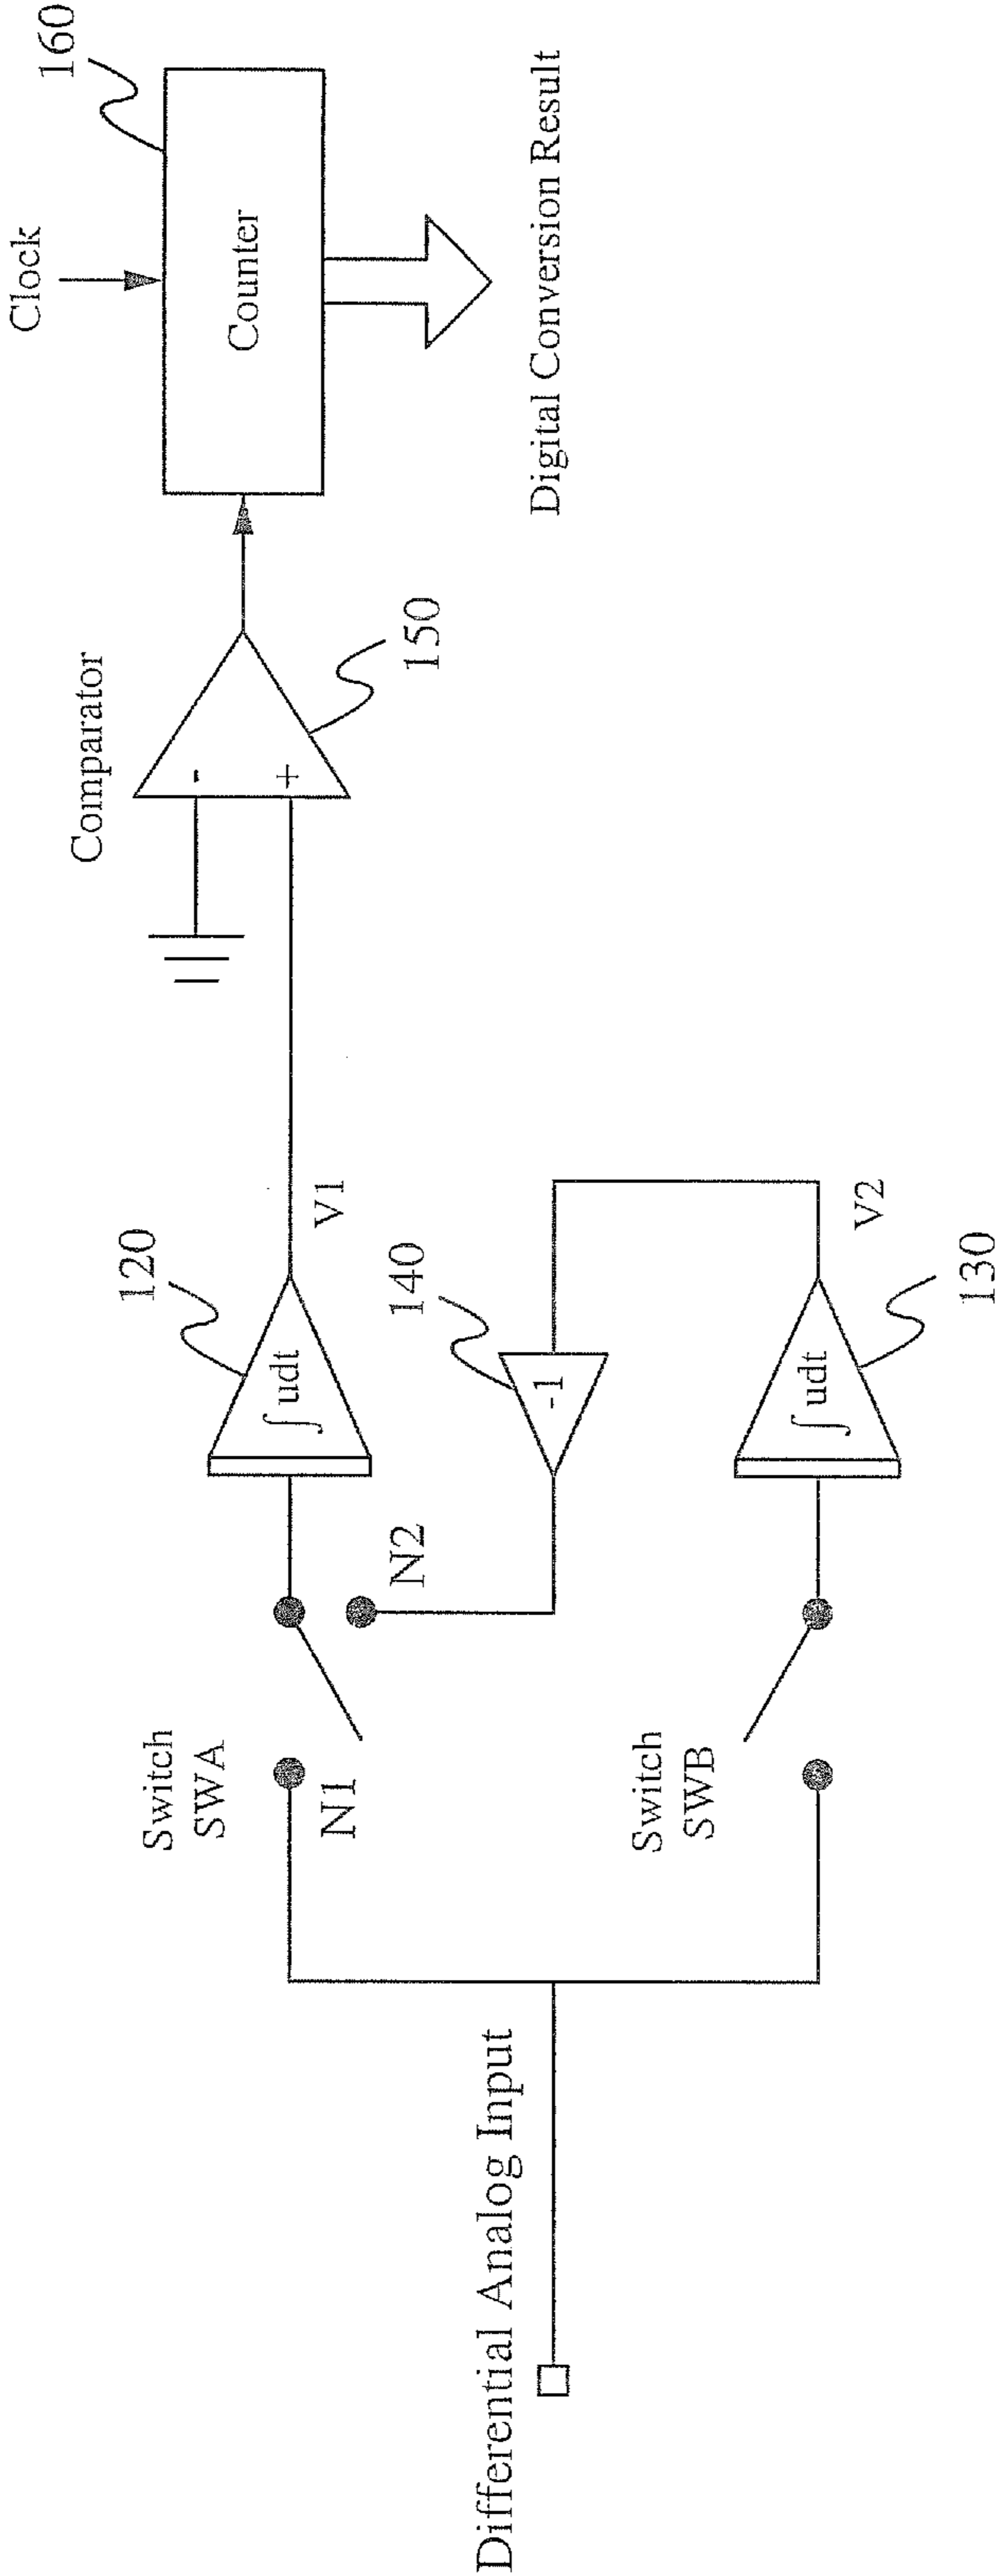 Differential Analog Input
Switch
SWA
N1
N2
Switch
SWB
120
∫ udt
V1
140
-1
∫ udt
V2
130
Comparator
-
+
150
Clock
160
Counter
Digital Conversion Result